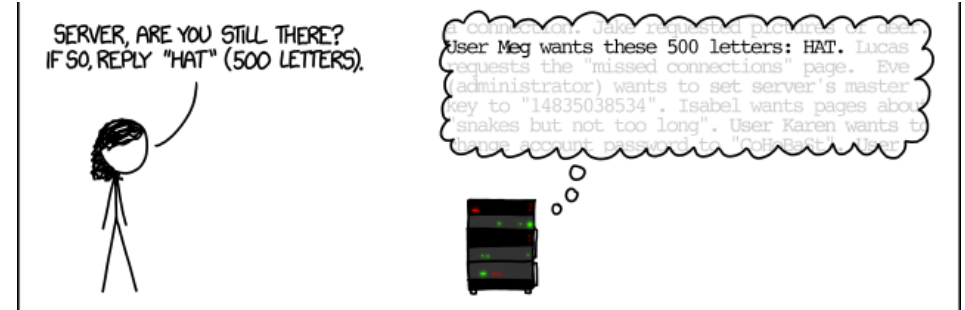 SERVER, ARE YOU STILL THERE?
IF SO, REPLY "HAT" (500 LETTERS).
a connection. Jake requested pictures of deer.
User Meg wants these 500 letters: HAT. Lucas
requests the "missed connections" page. Eve
(administrator) wants to set server's master
key to "14835038534". Isabel wants pages about
"snakes but not too long". User Karen wants to
change account password to "CoHoBaSt". User